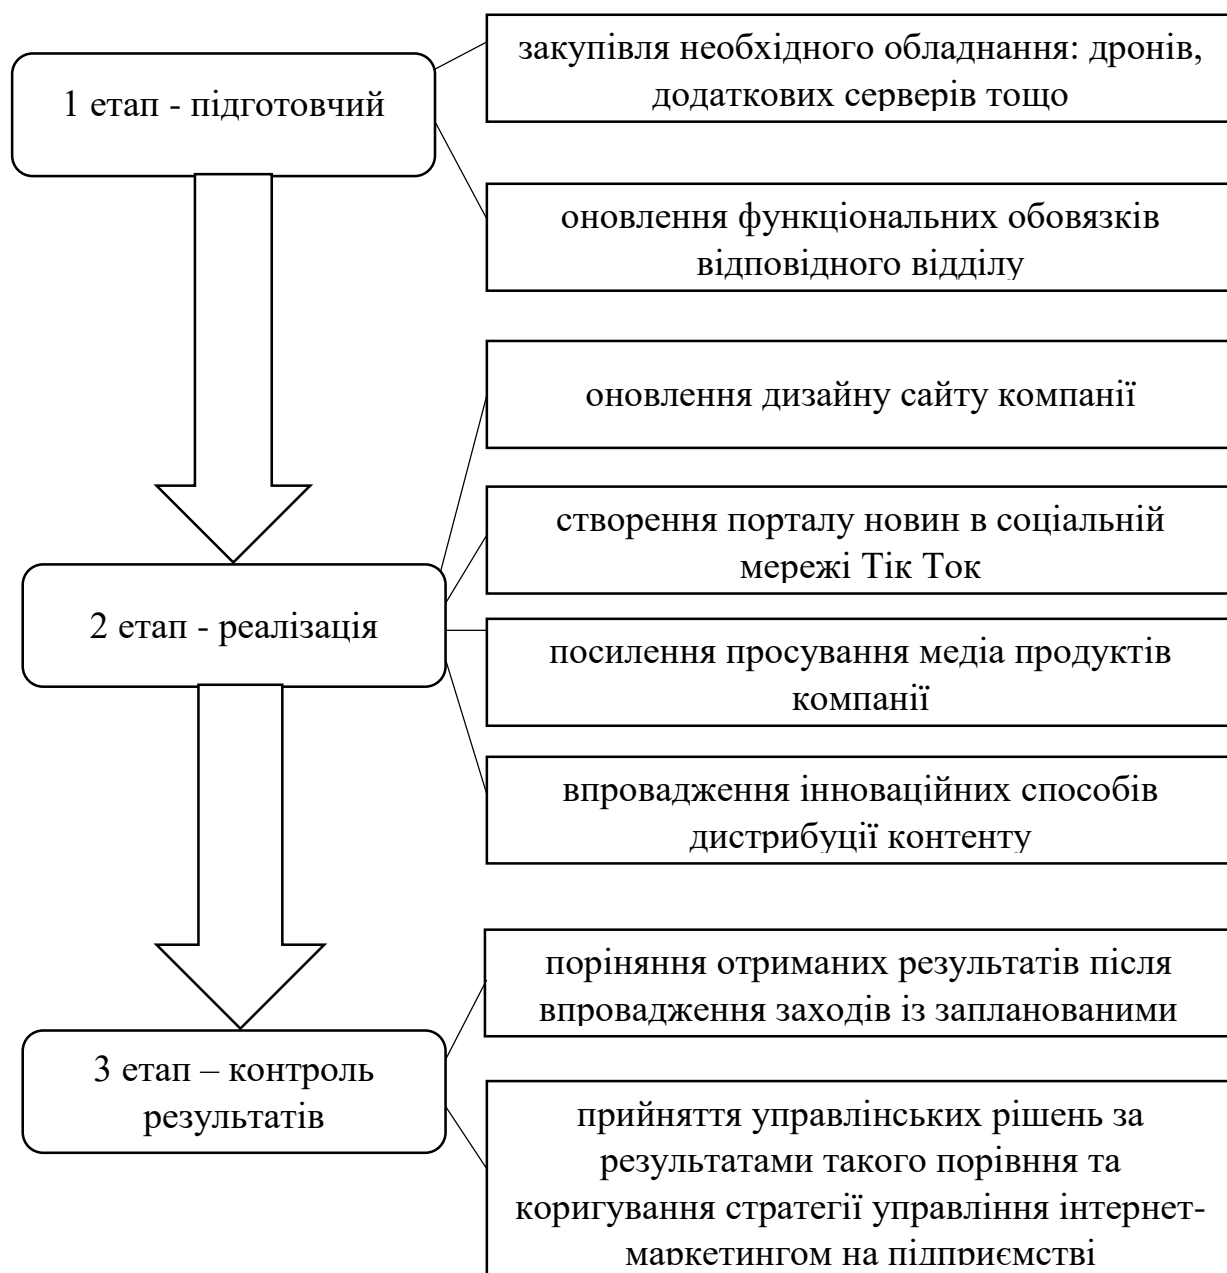 1 етап - підготовчий
закупівля необхідного обладнання: дронів,
додаткових серверів тощо
оновлення функціональних обовязків
відповідного відділу
2 етап - реалізація
оновлення дизайну сайту компанії
створення порталу новин в соціальній
мережі Тік Ток
посилення просування медіа продуктів
компанії
впровадження інноваційних способів
дистрибуції контенту
3 етап – контроль
результатів
поріняння отриманих результатів після
впровадження заходів із запланованими
прийняття управлінських рішень за
результатами такого порівння та
коригування стратегії управління інтернет-
маркетингом на підприємстві